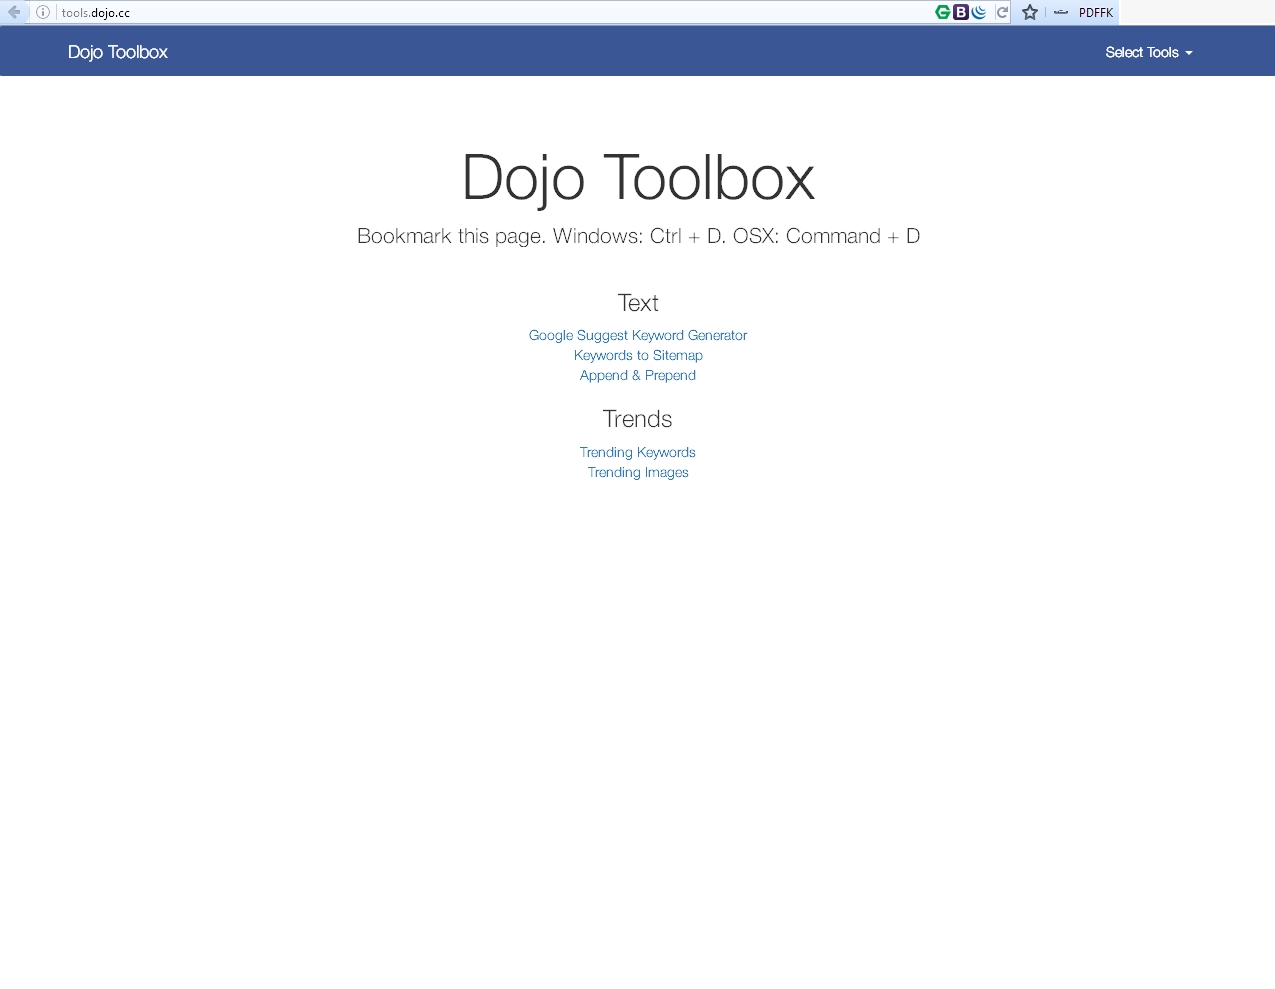 tools.dojo.cc
PDFFK
Dojo Toolbox
Select Tools
Dojo Toolbox
Bookmark this page. Windows: Ctrl + D. OSX: Command + D
Text
Google Suggest Keyword Generator
Keywords to Sitemap
Append & Prepend
Trends
Trending Keywords
Trending Images